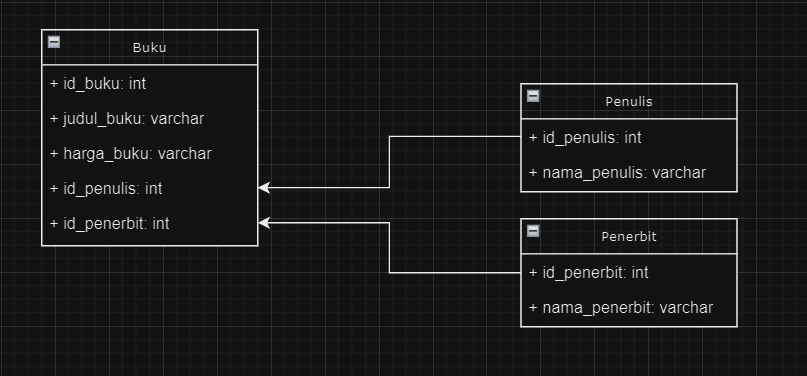 Buku
+ id_buku: int
+ judul_buku: varchar
+ harga_buku: varchar
+ id_penulis: int
+ id_penerbit: int
Penulis
+ id_penulis: int
+ nama_penulis: varchar
Penerbit
+ id_penerbit: int
+ nama_penerbit: varchar